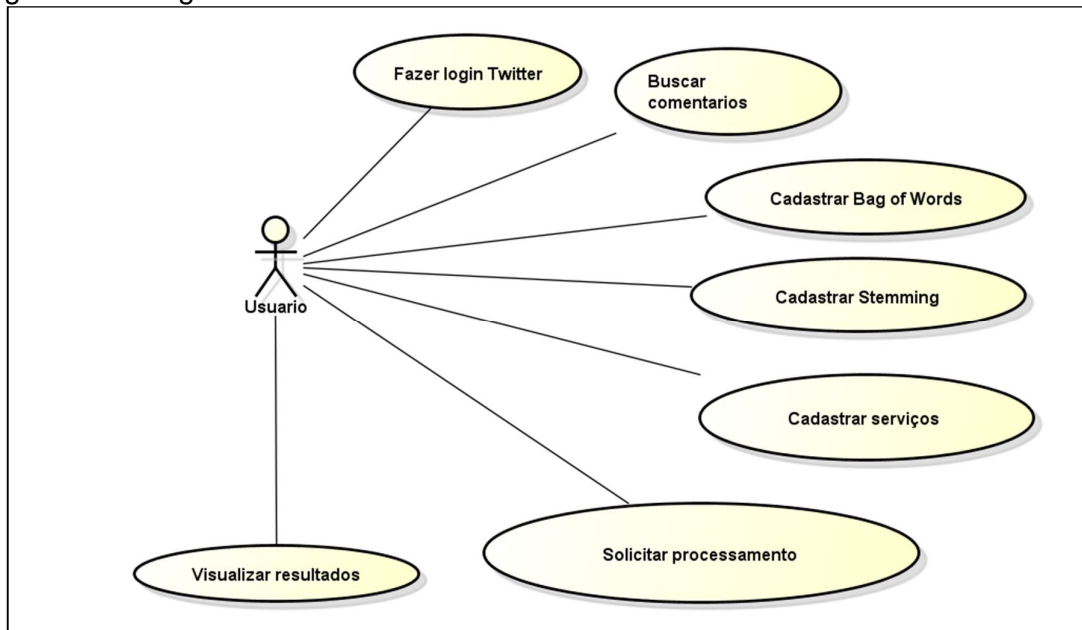 Fazer login Twitter
Buscar
comentarios
Cadastrar Bag of Words
Cadastrar Stemming
Usuario
Cadastrar serviços
Solicitar processamento
Visualizar resultados